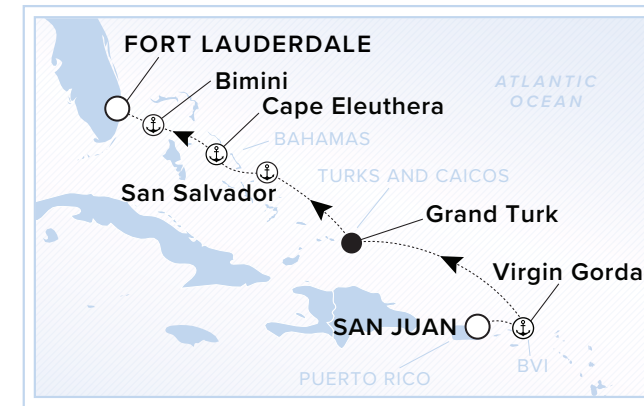 FORT LAUDERDALE
Bimini
ATLANTIC
OCEAN
Cape Eleuthera
BAHAMAS
TURKS AND CAICOS
San Salvador
Grand Turk
Virgin Gorda
SAN JUAN
BVI
PUERTO RICO